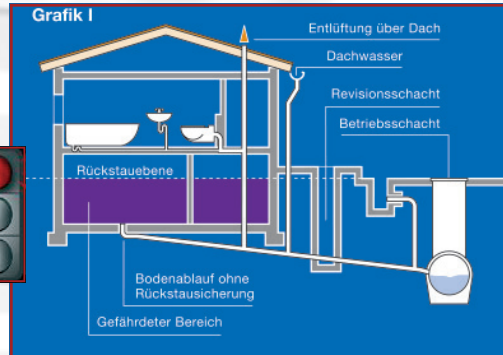 Grafik I
Entlüftung über Dach
Dachwasser
Revisionsschacht
Betriebsschacht
Rückstauebene
Bodenablauf ohne
Rückstausicherung
Gefährdeter Bereich